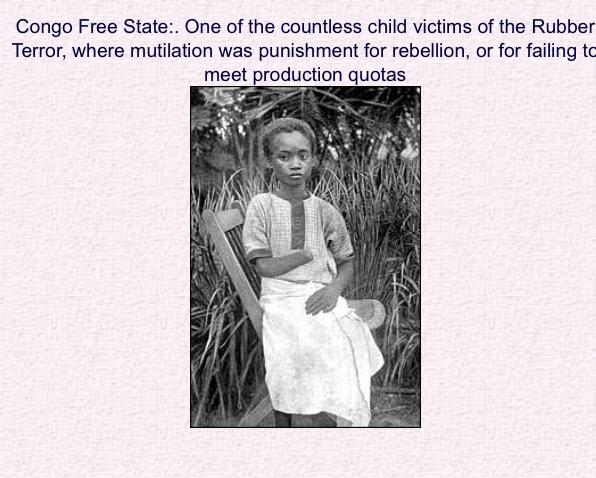 Congo Free State:. One of the countless child victims of the Rubber
Terror, where mutilation was punishment for rebellion, or for failing to
meet production quotas